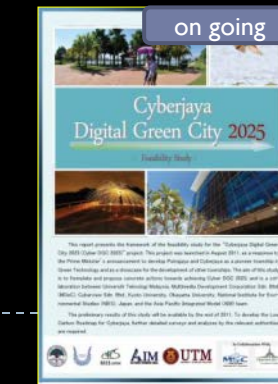 on going
Cyberjaya
Digital Green City 2025
Feasibility Study
This report presents the framework of the feasibility study for the "Cyberjaya Digital Green
City 2025 (Cyber DGC 2025)" project. This project was launched in August 2011, as a response to
the Prime Minister's announcement to develop Putrajaya and Cyberjaya as a pioneer township in
Green Technology and as a showcase for the development of other townships. The aim of this study
is to formulate and propose concrete actions towards achieving Cyber DGC 2025, and is a col-
laboration between Universiti Teknologi Malaysia, Multimedia Development Corporation Sdn. Bhd.
(MDeC), Cyberview Sdn. Bhd., Kyoto University, Okayama University, National Institute for Envi-
ronmental Studies (NIES), Japan, and the Asia Pacific Integrated Model (AIM) team.
The preliminary results of this study will be available by the end of 2011. To develop the Low
Carbon Roadmap for Cyberjaya, further detailed surveys and analyses by the relevant authorities
are required.
In Collaboration With
AIM
UTM